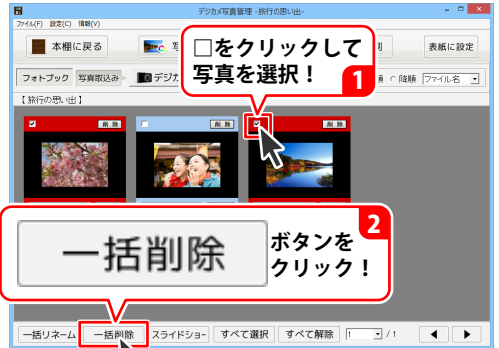 デジカメ写真管理 -旅行の思い出-
ファイル(F) 設定(C) 情報(V)
本棚に戻る
表紙に設定
□をクリックして
写真を選択！
1
フォトブック
写真取込み
デジカ
降順
ファイル名
【 旅行の思い出 】
削 除
削 除
削 除
2
一括削除
ボタンを
クリック！
一括リネーム
一括削除
スライドショー
すべて選択
すべて解除
1
/ 1